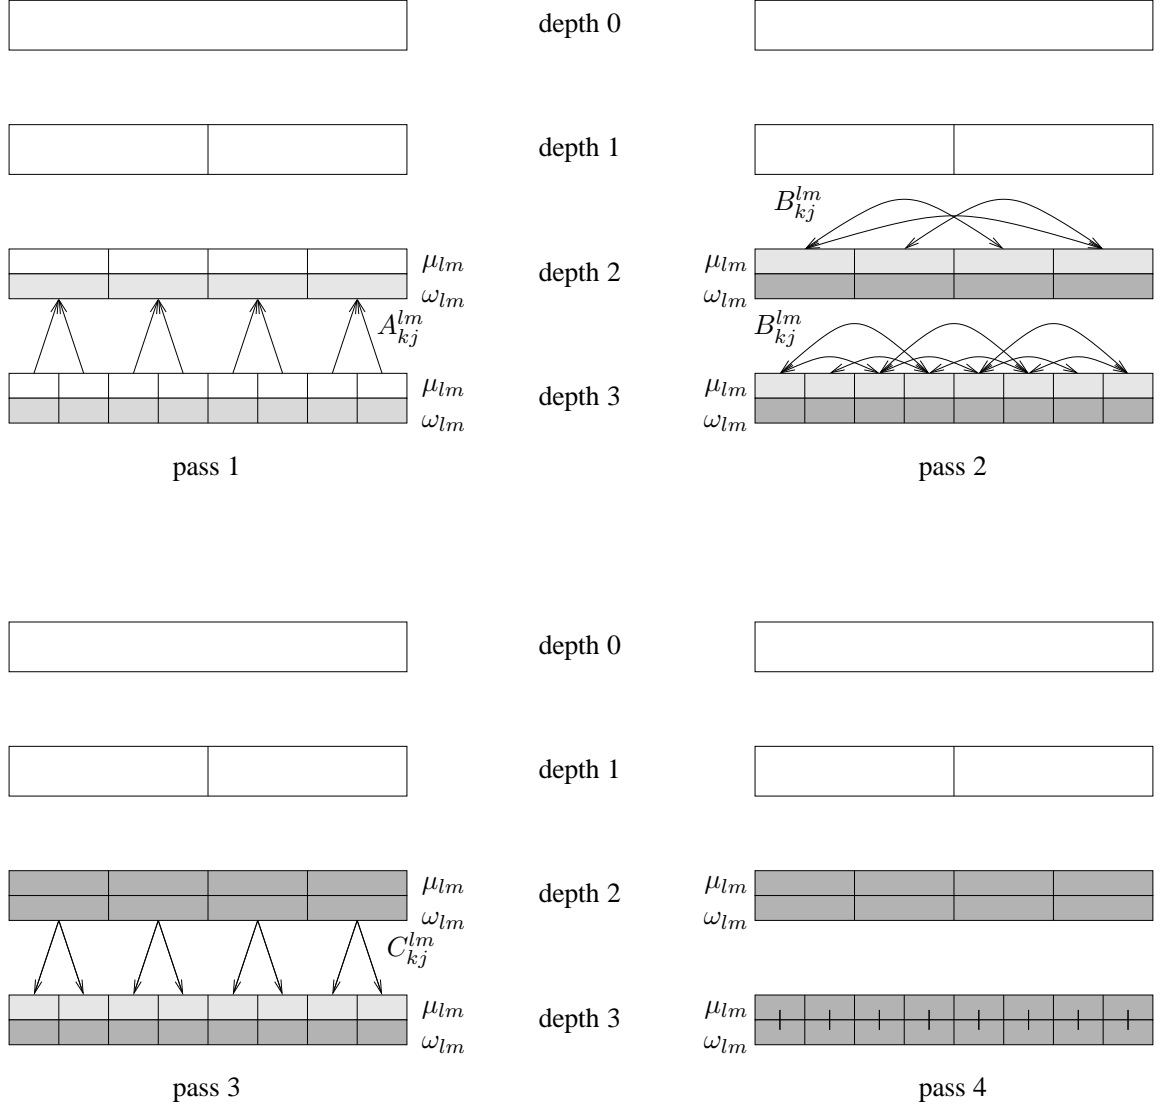 depth 0
depth 1
B_{kj}^{lm}
μ_{lm} depth 2 μ_{lm}
ω_{lm} ω_{lm}
A_{kj}^{lm} B_{kj}^{lm}
μ_{lm} depth 3 μ_{lm}
ω_{lm} ω_{lm}
pass 1 pass 2
depth 0
depth 1
μ_{lm} depth 2 μ_{lm}
ω_{lm} ω_{lm}
C_{kj}^{lm}
μ_{lm} depth 3 μ_{lm}
ω_{lm} ω_{lm}
pass 3 pass 4